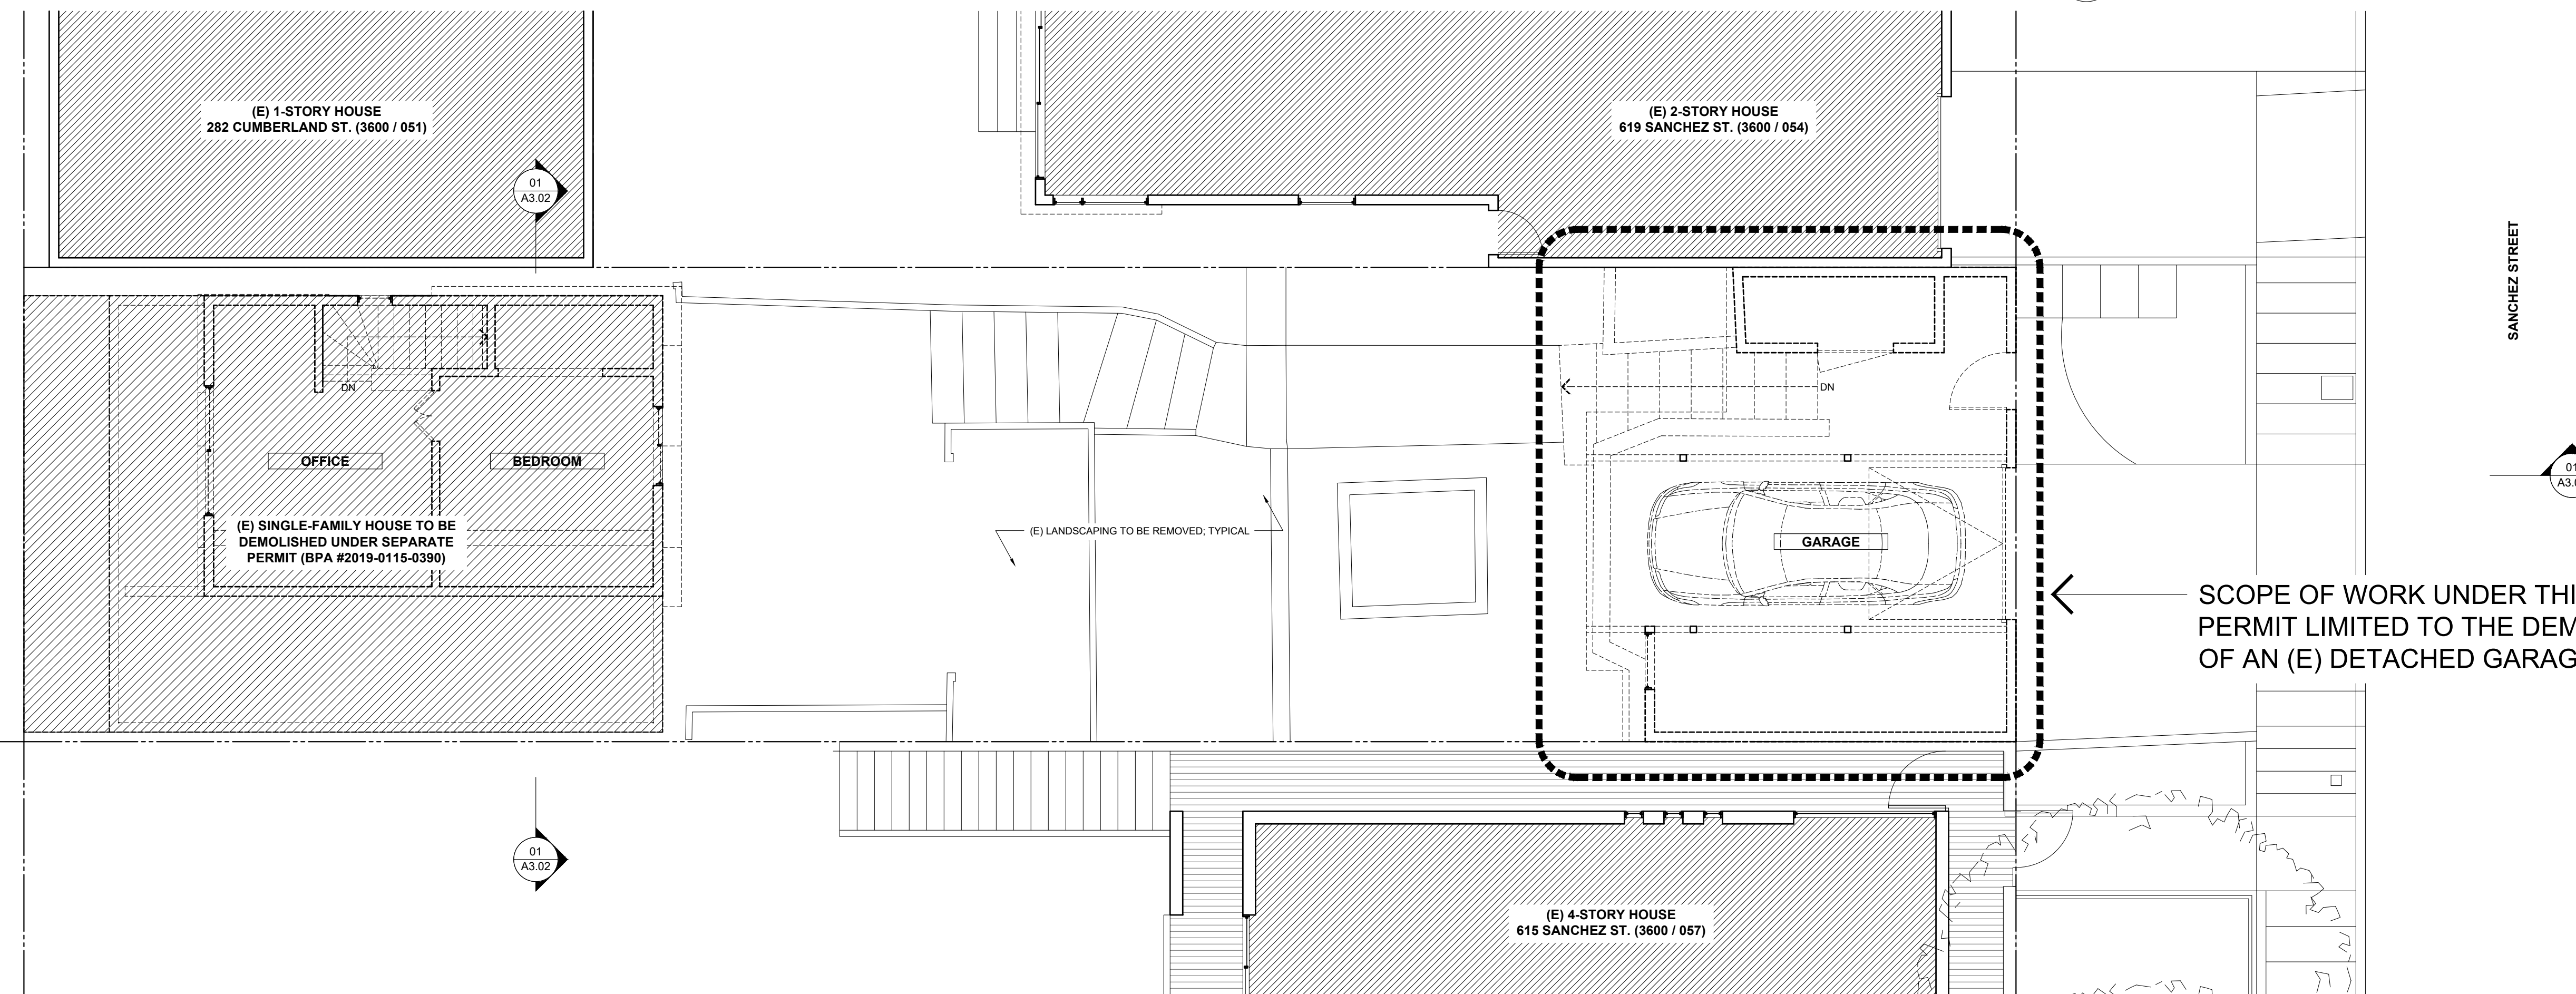 (E) 1-STORY HOUSE
282 CUMBERLAND ST. (3600 / 051)
(E) 2-STORY HOUSE
619 SANCHEZ ST. (3600 / 054)
01
A3.02
SANCHEZ STREET
DN
DN
OFFICE
BEDROOM
01
(E) SINGLE-FAMILY HOUSE TO BE
DEMOLISHED UNDER SEPARATE
PERMIT (BPA #2019-0115-0390)
(E) LANDSCAPING TO BE REMOVED; TYPICAL
GARAGE
SCOPE OF WORK UNDER
PERMIT LIMITED TO THE
OF AN (E) DETACHED
01
A3.02
(E) 4-STORY HOUSE
615 SANCHEZ ST. (3600 / 057)